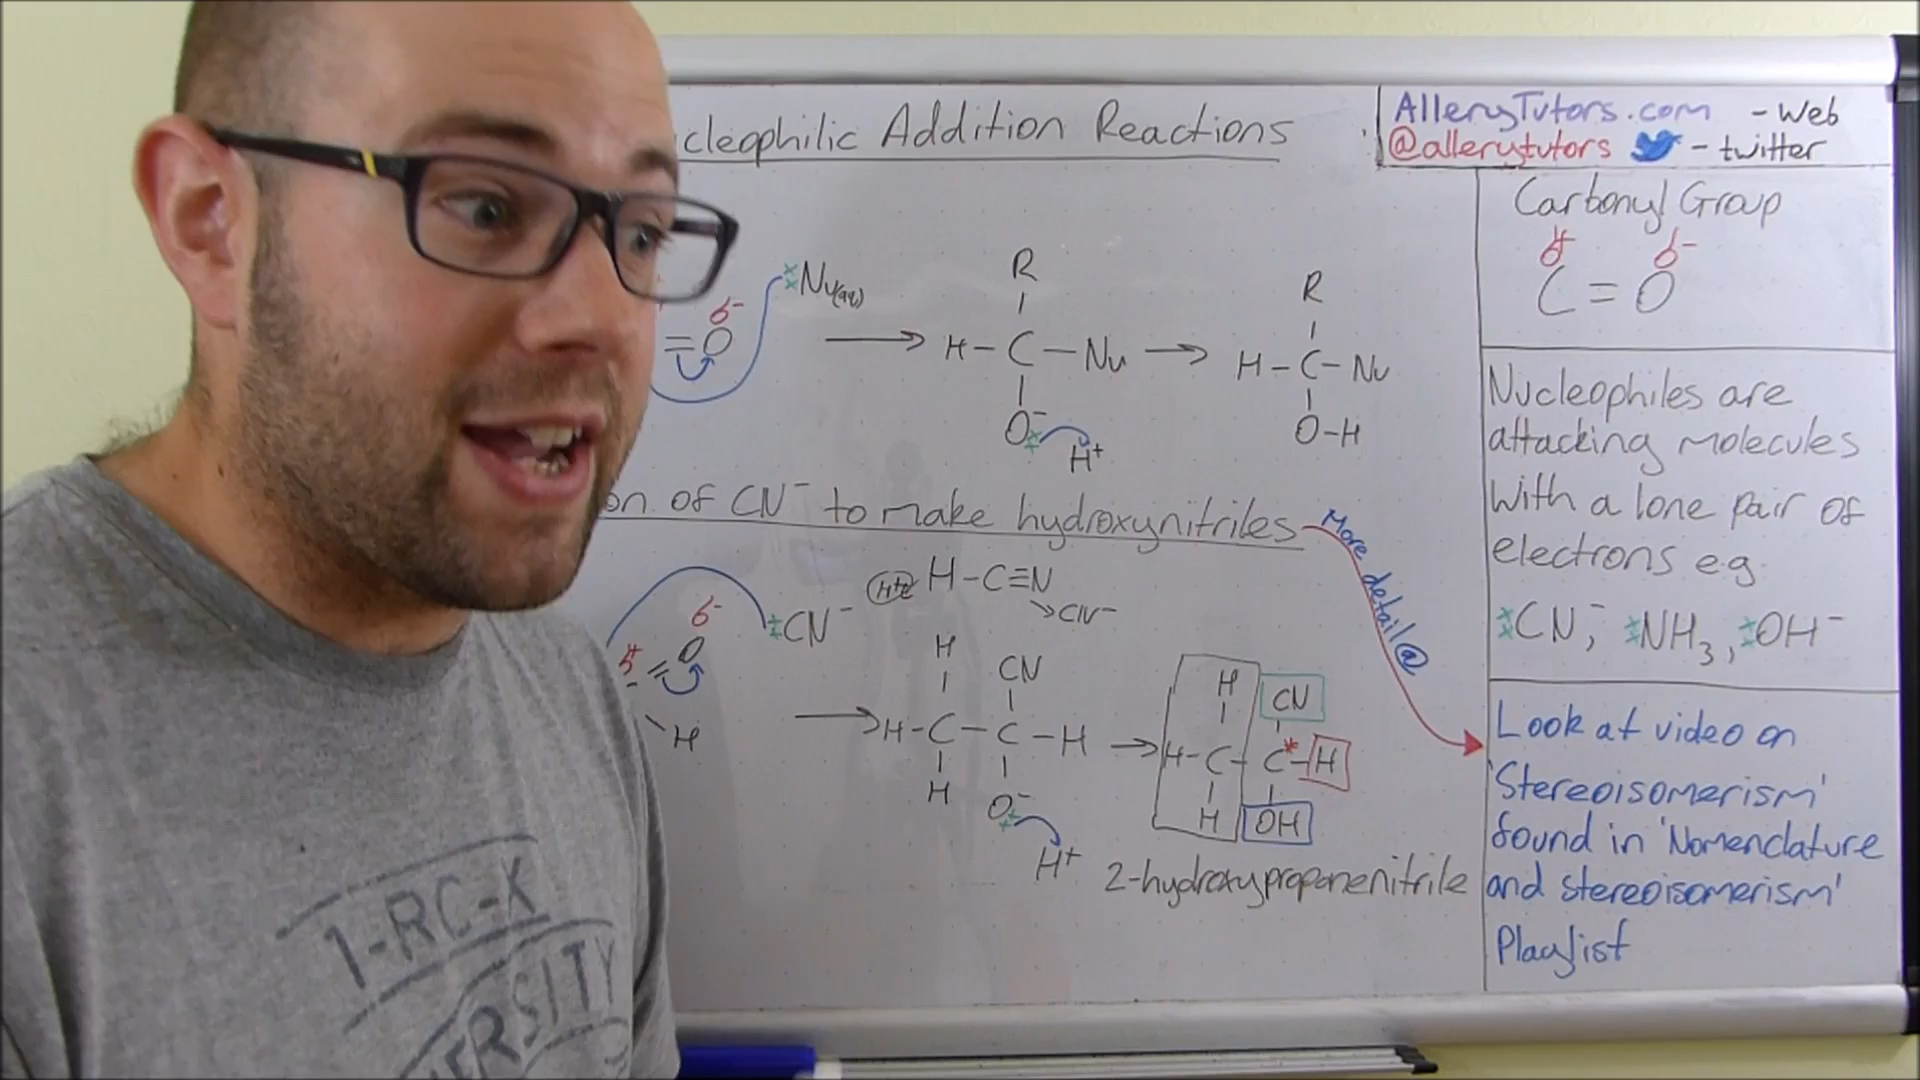 cleophilic Addition Reactions
AlleryTutors.com - Web
@allerytutors - twitter
Carbonyl Group
δ+ δ-
C = O
δ-
= O
:Nu(aq)
R
H - C - Nu
O-
H+
R
H - C - Nu
O-H
Nucleophiles are
attacking molecules
with a lone pair of
electrons e.g.
:CN-, :NH3, :OH-
on of CN- to make hydroxynitriles
More detail @
H-C≡N
CN-
δ+ δ-
= O
H
:CN-
H CN
H - C - C - H
H O-
H+
H CN
H - C - C* - H
H OH
2-hydroxypropanenitrile
Look at video on
'Stereoisomerism'
found in 'Nomenclature
and stereoisomerism'
Playlist
1-RC-X
ERSITY